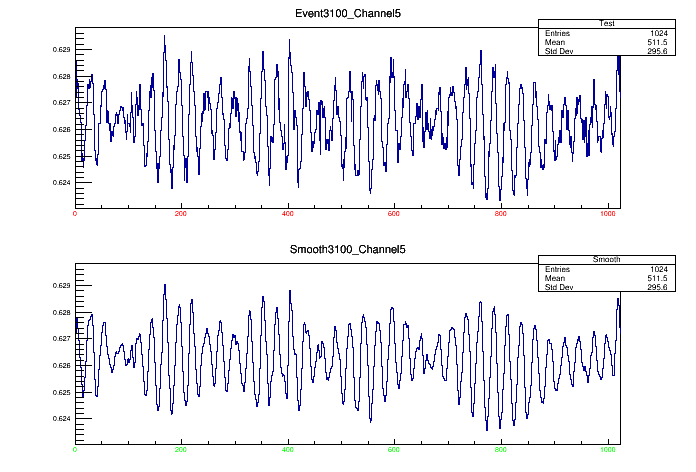 Event3100_Channel5
Test
Entries 1024
Mean 511.5
Std Dev 295.6
0.629
0.628
0.627
0.626
0.625
0.624
0 200 400 600 800 1000
Smooth3100_Channel5
Smooth
Entries 1024
Mean 511.5
Std Dev 295.6
0.629
0.628
0.627
0.626
0.625
0.624
0 200 400 600 800 1000